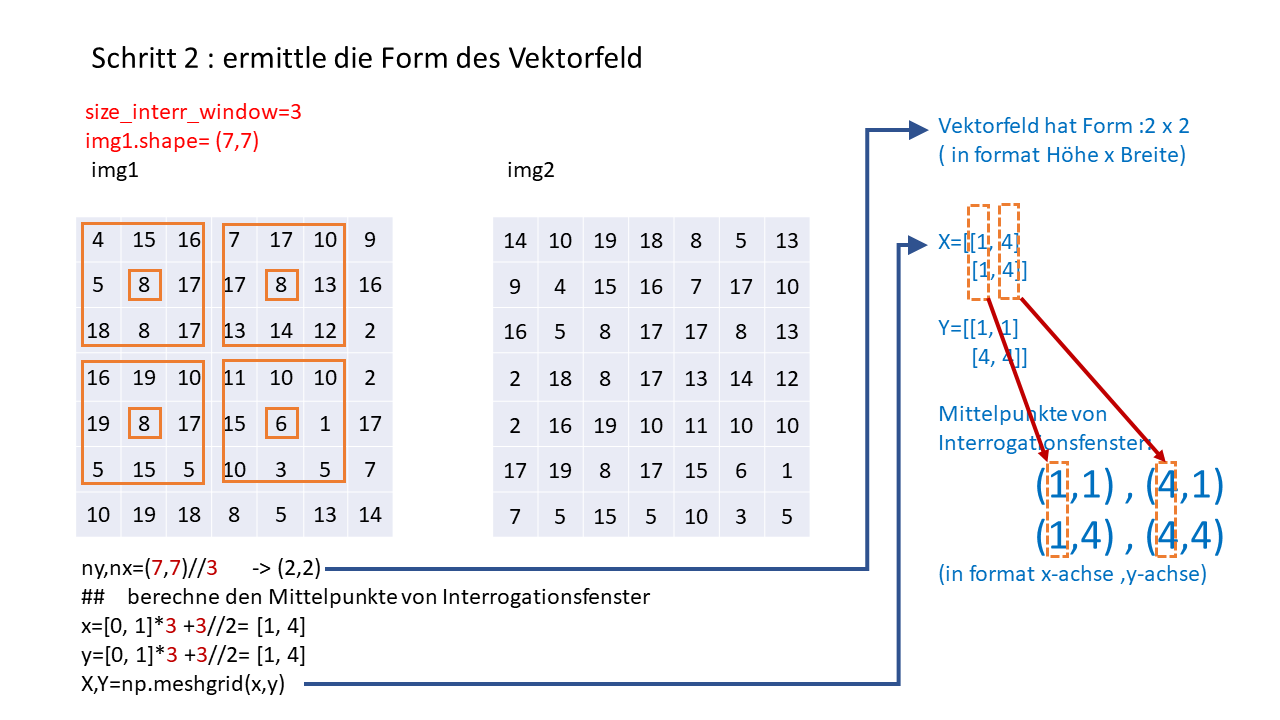 Schritt 2 : ermittle die Form des Vektorfeld
size_interr_window=3
img1.shape= (7,7)
img1
4 15 16 7 17 10 9
5 8 17 17 8 13 16
18 8 17 13 14 12 2
16 19 10 11 10 10 2
19 8 17 15 6 1 17
5 15 5 10 3 5 7
10 19 18 8 5 13 14
img2
14 10 19 18 8 5 13
9 4 15 16 7 17 10
16 5 8 17 17 8 13
2 18 8 17 13 14 12
2 16 19 10 11 10 10
17 19 8 17 15 6 1
7 5 15 5 10 3 5
ny,nx=(7,7)//3 -> (2,2)
## berechne den Mittelpunkte von Interrogationsfenster
x=[0, 1]*3 +3//2= [1, 4]
y=[0, 1]*3 +3//2= [1, 4]
X,Y=np.meshgrid(x,y)
Vektorfeld hat Form :2 x 2
( in format Höhe x Breite)
X=[[1, 4]
[1, 4]]
Y=[[1, 1]
[4, 4]]
Mittelpunkte von
Interrogationsfenster:
(1,1) , (4,1)
(1,4) , (4,4)
(in format x-achse ,y-achse)